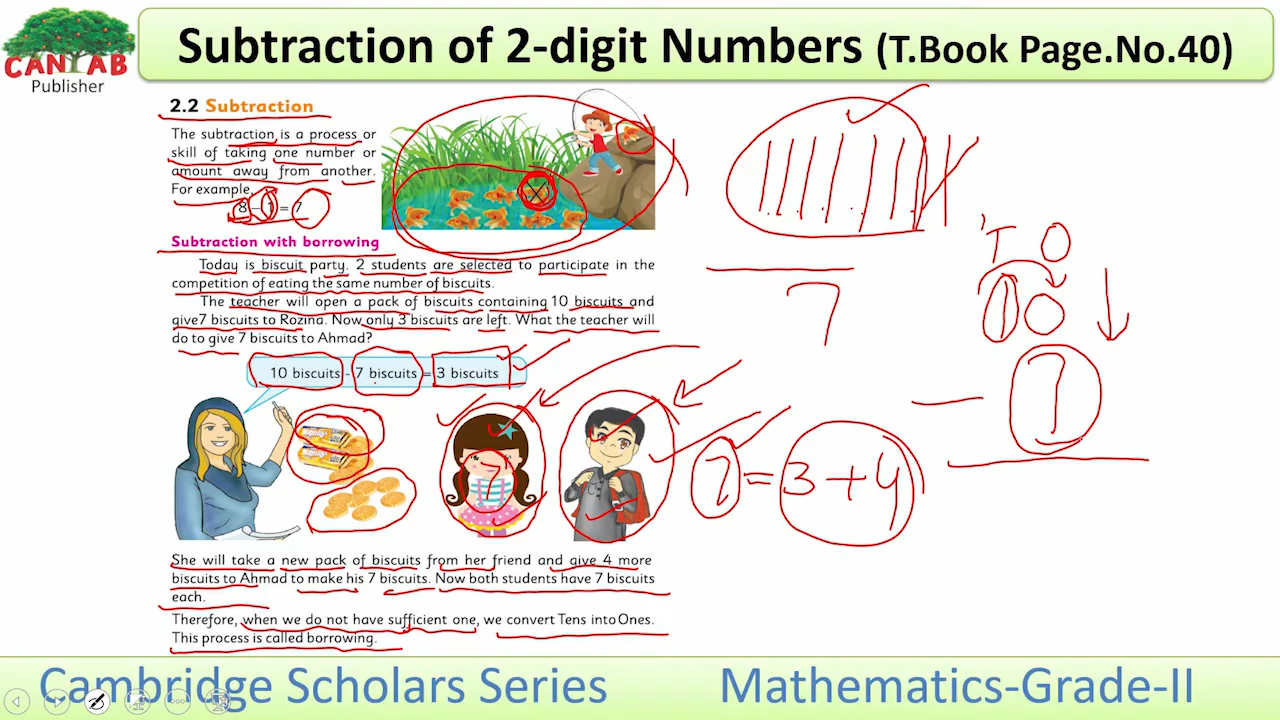 CANTAB
Publisher
Subtraction of 2-digit Numbers (T.Book Page.No.40)
2.2 Subtraction
The subtraction is a process or
skill of taking one number or
amount away from another.
For example,
8 - 1 = 7
Subtraction with borrowing
Today is biscuit party. 2 students are selected to participate in the
competition of eating the same number of biscuits.
The teacher will open a pack of biscuits containing 10 biscuits and
give7 biscuits to Rozina. Now only 3 biscuits are left. What the teacher will
do to give 7 biscuits to Ahmad?
10 biscuits - 7 biscuits = 3 biscuits
7
7 = 3 + 4
7
T O
1 0
- 7
She will take a new pack of biscuits from her friend and give 4 more
biscuits to Ahmad to make his 7 biscuits. Now both students have 7 biscuits
each.
Therefore, when we do not have sufficient one, we convert Tens into Ones.
This process is called borrowing.
Cambridge Scholars Series
Mathematics-Grade-II